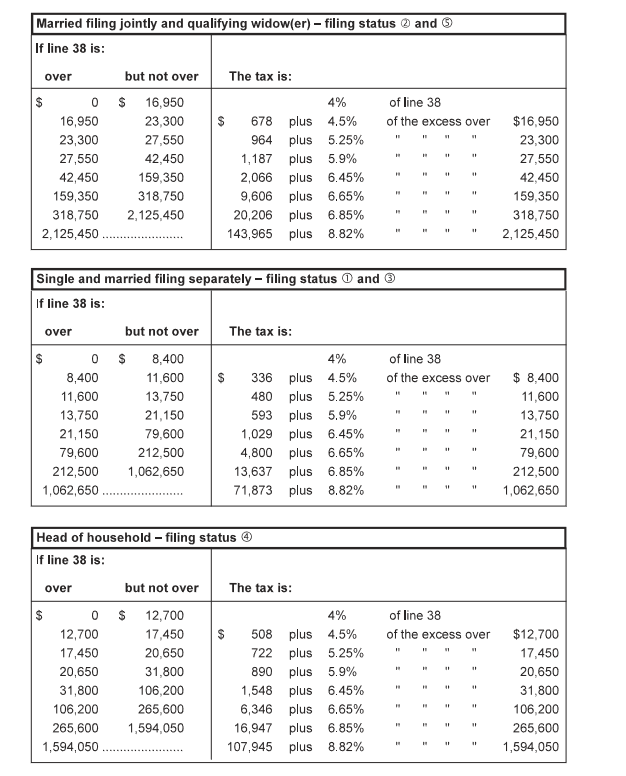 Married filing jointly and qualifying widow(er) – filing status ② and ⑤
If line 38 is:
over but not over The tax is:
$ 0 $ 16,950 4% of line 38
16,950 23,300 $ 678 plus 4.5% of the excess over $16,950
23,300 27,550 964 plus 5.25% " " " " 23,300
27,550 42,450 1,187 plus 5.9% " " " " 27,550
42,450 159,350 2,066 plus 6.45% " " " " 42,450
159,350 318,750 9,606 plus 6.65% " " " " 159,350
318,750 2,125,450 20,206 plus 6.85% " " " " 318,750
2,125,450 ....................... 143,965 plus 8.82% " " " " 2,125,450
Single and married filing separately – filing status ① and ③
If line 38 is:
over but not over The tax is:
$ 0 $ 8,400 4% of line 38
8,400 11,600 $ 336 plus 4.5% of the excess over $ 8,400
11,600 13,750 480 plus 5.25% " " " " 11,600
13,750 21,150 593 plus 5.9% " " " " 13,750
21,150 79,600 1,029 plus 6.45% " " " " 21,150
79,600 212,500 4,800 plus 6.65% " " " " 79,600
212,500 1,062,650 13,637 plus 6.85% " " " " 212,500
1,062,650 ....................... 71,873 plus 8.82% " " " " 1,062,650
Head of household – filing status ④
If line 38 is:
over but not over The tax is:
$ 0 $ 12,700 4% of line 38
12,700 17,450 $ 508 plus 4.5% of the excess over $12,700
17,450 20,650 722 plus 5.25% " " " " 17,450
20,650 31,800 890 plus 5.9% " " " " 20,650
31,800 106,200 1,548 plus 6.45% " " " " 31,800
106,200 265,600 6,346 plus 6.65% " " " " 106,200
265,600 1,594,050 16,947 plus 6.85% " " " " 265,600
1,594,050 ....................... 107,945 plus 8.82% " " " " 1,594,050